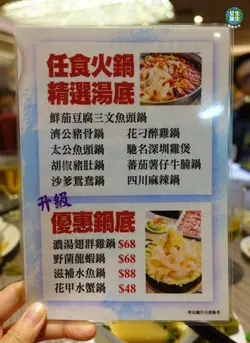 任食火鍋
精選湯底
鮮茄豆腐三文魚頭鍋
濟公豬骨鍋 花刁醉雞鍋
太公魚頭鍋 馳名深圳雞煲
胡椒豬肚鍋 蕃茄薯仔牛腩鍋
沙爹鴛鴦鍋 四川麻辣鍋
升級
優惠鍋底
濃湯翅群雞鍋 $68
野菌龍蝦鍋 $68
滋補水魚鍋 $88
花甲水蟹鍋 $48